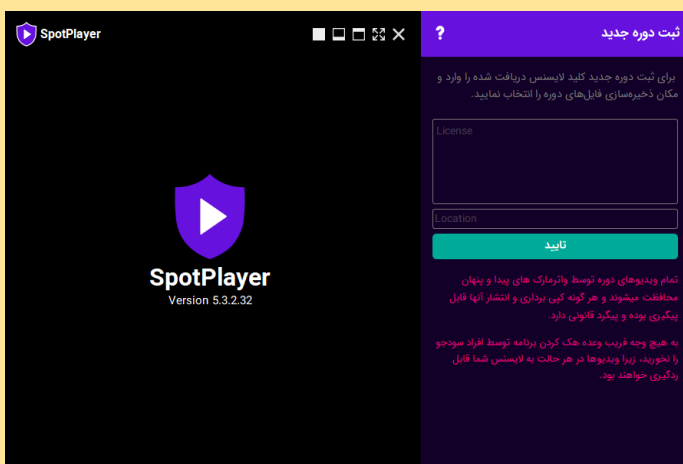 SpotPlayer
?
ثبت دوره جدید
برای ثبت دوره جدید کلید لایسنس دریافت شده را وارد و
مکان ذخیره‌سازی فایل‌های دوره را انتخاب نمایید.
License
Location
تایید
SpotPlayer
Version 5.3.2.32
تمام ویدیوهای دوره توسط واترمارک های پیدا و پنهان
محافظت میشوند و هر گونه کپی برداری و انتشار آنها قابل
پیگیری بوده و پیگرد قانونی دارد.
به هیچ وجه فریب وعده هک کردن برنامه توسط افراد سودجو
را نخورید، زیرا ویدیوها در هر حالت به لایسنس شما قابل
ردگیری خواهند بود.